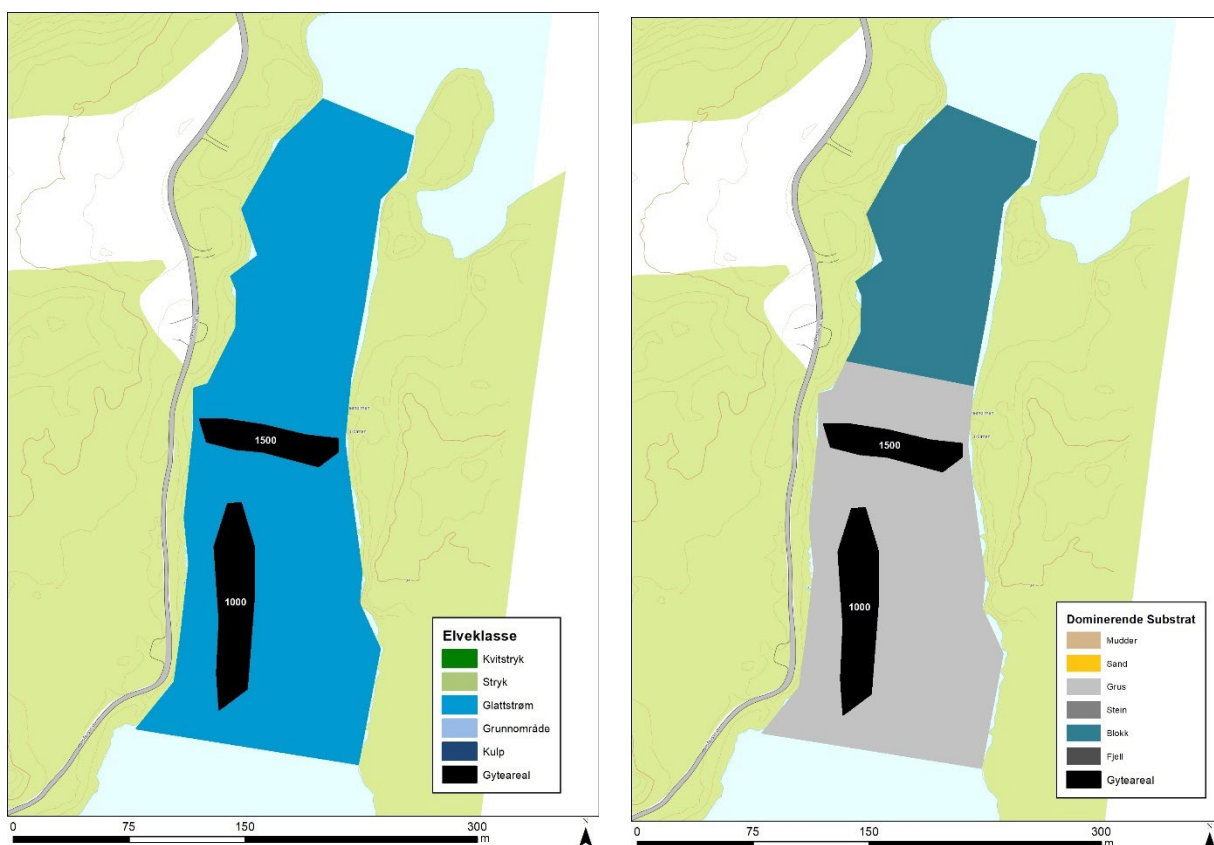 1500
1000
Elveklasse
Kvitstryk
Stryk
Glattstrøm
Grunnområde
Kulp
Gyteareal
0 75 150 300
m
N
1500
1000
Dominerende Substrat
Mudder
Sand
Grus
Stein
Blokk
Fjell
Gyteareal
0 75 150 300
m
N